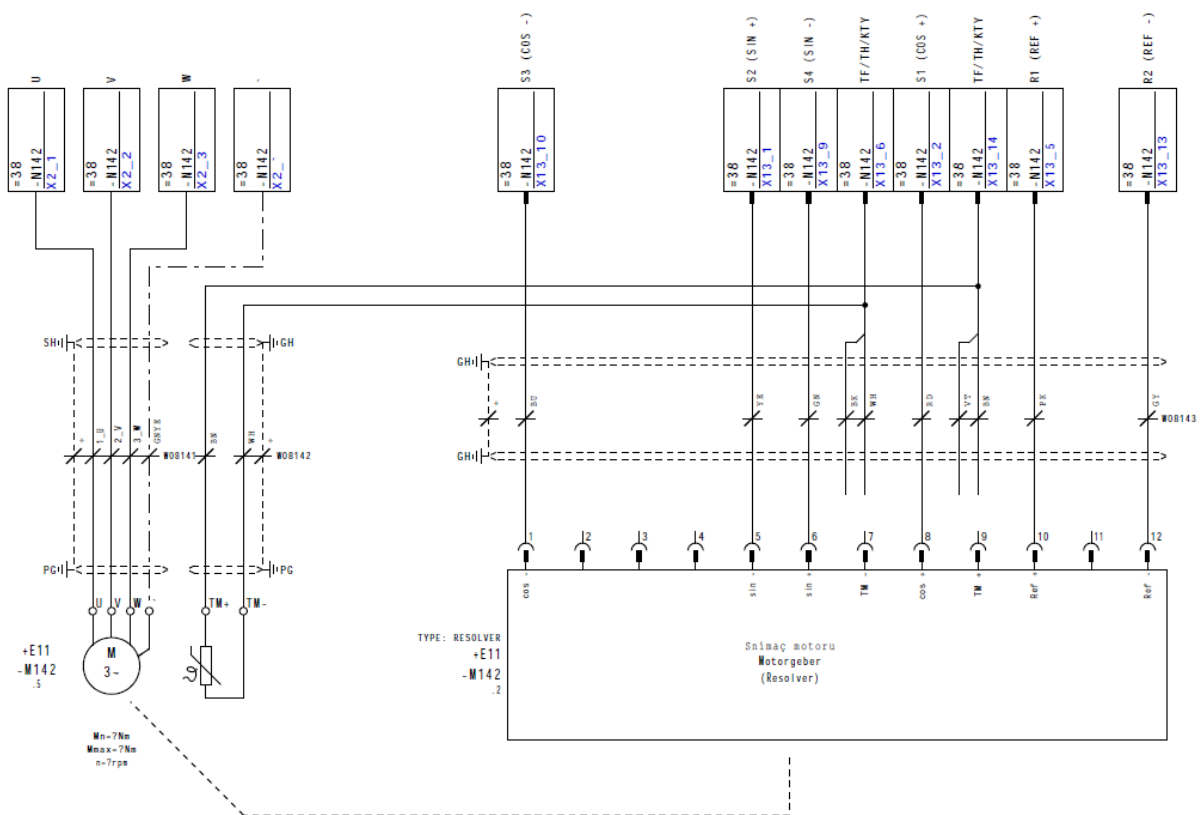 U
V
W
S3 (COS -)
S2 (SIN +)
S4 (SIN -)
TF/TH/KTY
S1 (COS +)
TF/TH/KTY
R1 (REF +)
R2 (REF -)
=38
-N142
X2_1
=38
-N142
X2_2
=38
-N142
X2_3
=38
-N142
X2_`
=38
-N142
X13_10
=38
-N142
X13_1
=38
-N142
X13_9
=38
-N142
X13_6
=38
-N142
X13_2
=38
-N142
X13_14
=38
-N142
X13_5
=38
-N142
X13_13
SH
GH
GH
+
1_U
2_V
3_W
GNYE
W08141
BN
WH
+
W08142
+
BU
YE
GN
BK
WH
RD
VT
BN
PK
GY
W08143
GH
PG
PG
1
2
3
4
5
6
7
8
9
10
11
12
cos -
sin -
sin +
TM -
cos +
TM +
Ref +
Ref -
U
V
W
TM+
TM-
+E11
-M142
.5
M
3~
Mn-?Nm
Mmax-?Nm
n-?rpm
TYPE: RESOLVER
+E11
-M142
.2
Snímaç motoru
Motorgeber
(Resolver)